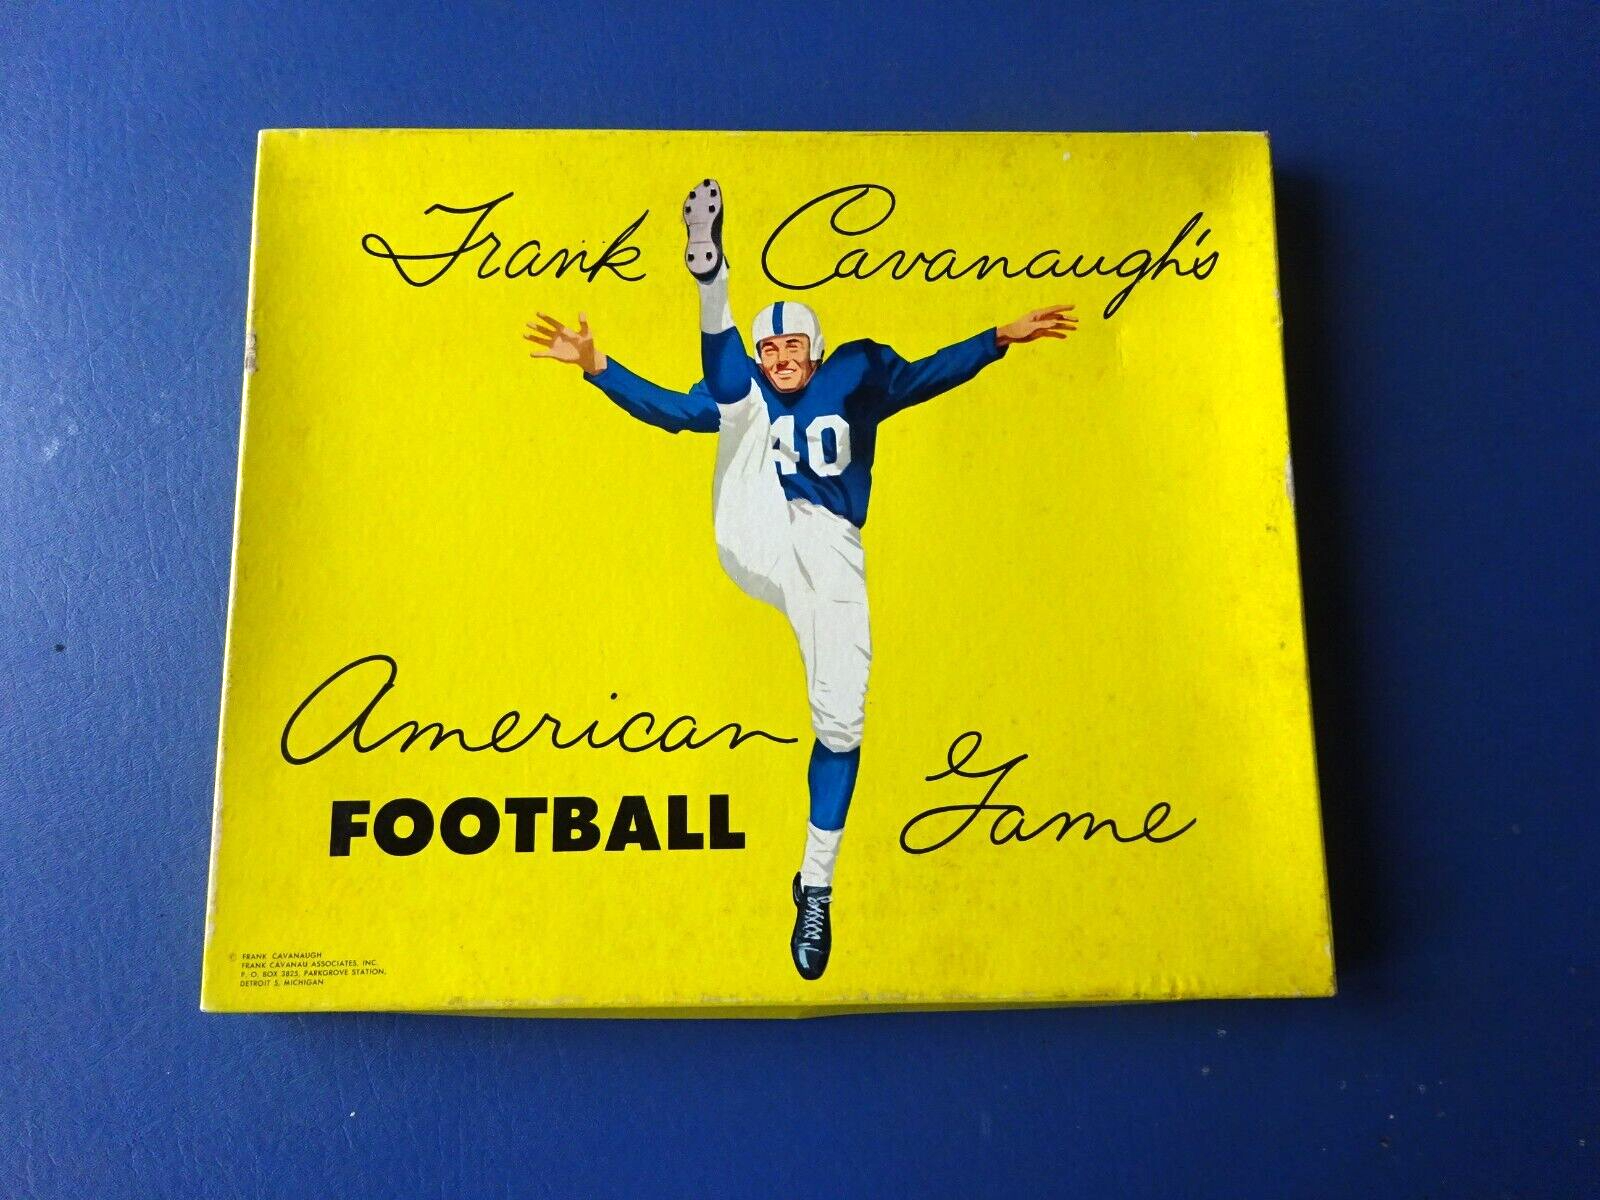 Frank Cavanaugh's
40
American
FOOTBALL
Game
© FRANK CAVANAUGH
FRANK CAVANAU ASSOCIATES, INC.
P. O. BOX 3825, PARKGROVE STATION,
DETROIT 5, MICHIGAN